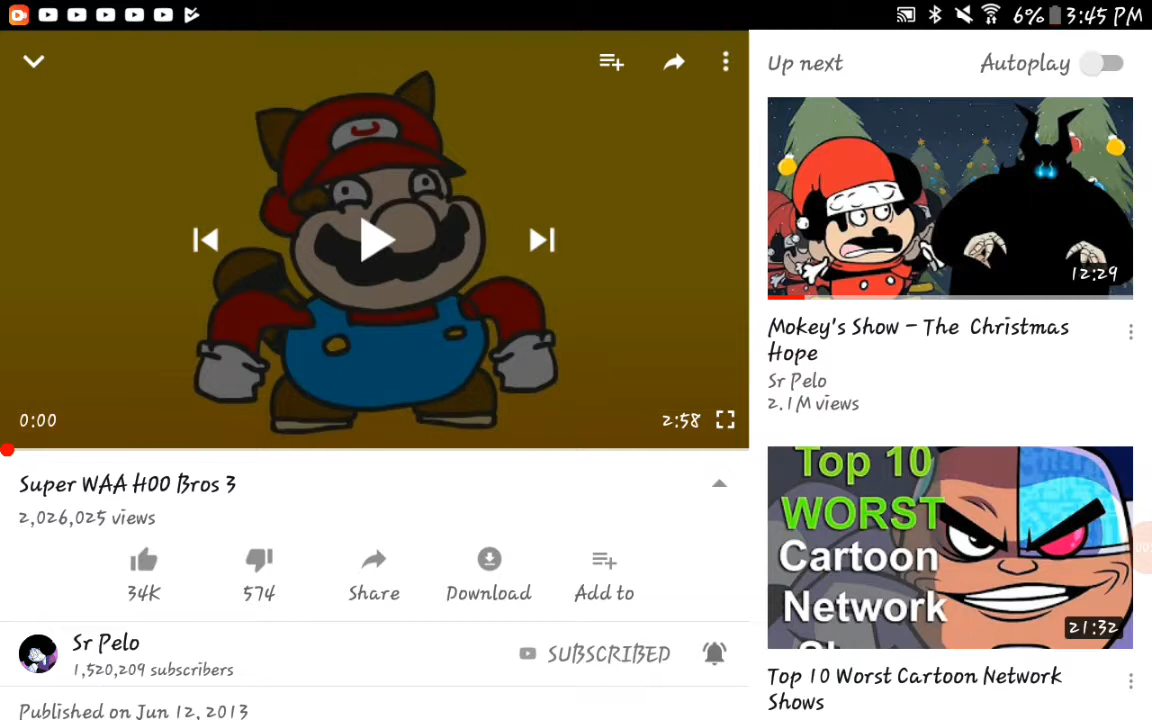 6% 3:45 PM
0:00
2:58
Super WAA HOO Bros 3
2,026,025 views
34K
574
Share
Download
Add to
Sr Pelo
1,520,209 subscribers
SUBSCRIBED
Published on Jun 12, 2013
Up next
Autoplay
12:29
Mokey's Show - The Christmas
Hope
Sr Pelo
2.1M views
Top 10
WORST
Cartoon
Network
21:32
Top 10 Worst Cartoon Network
Shows